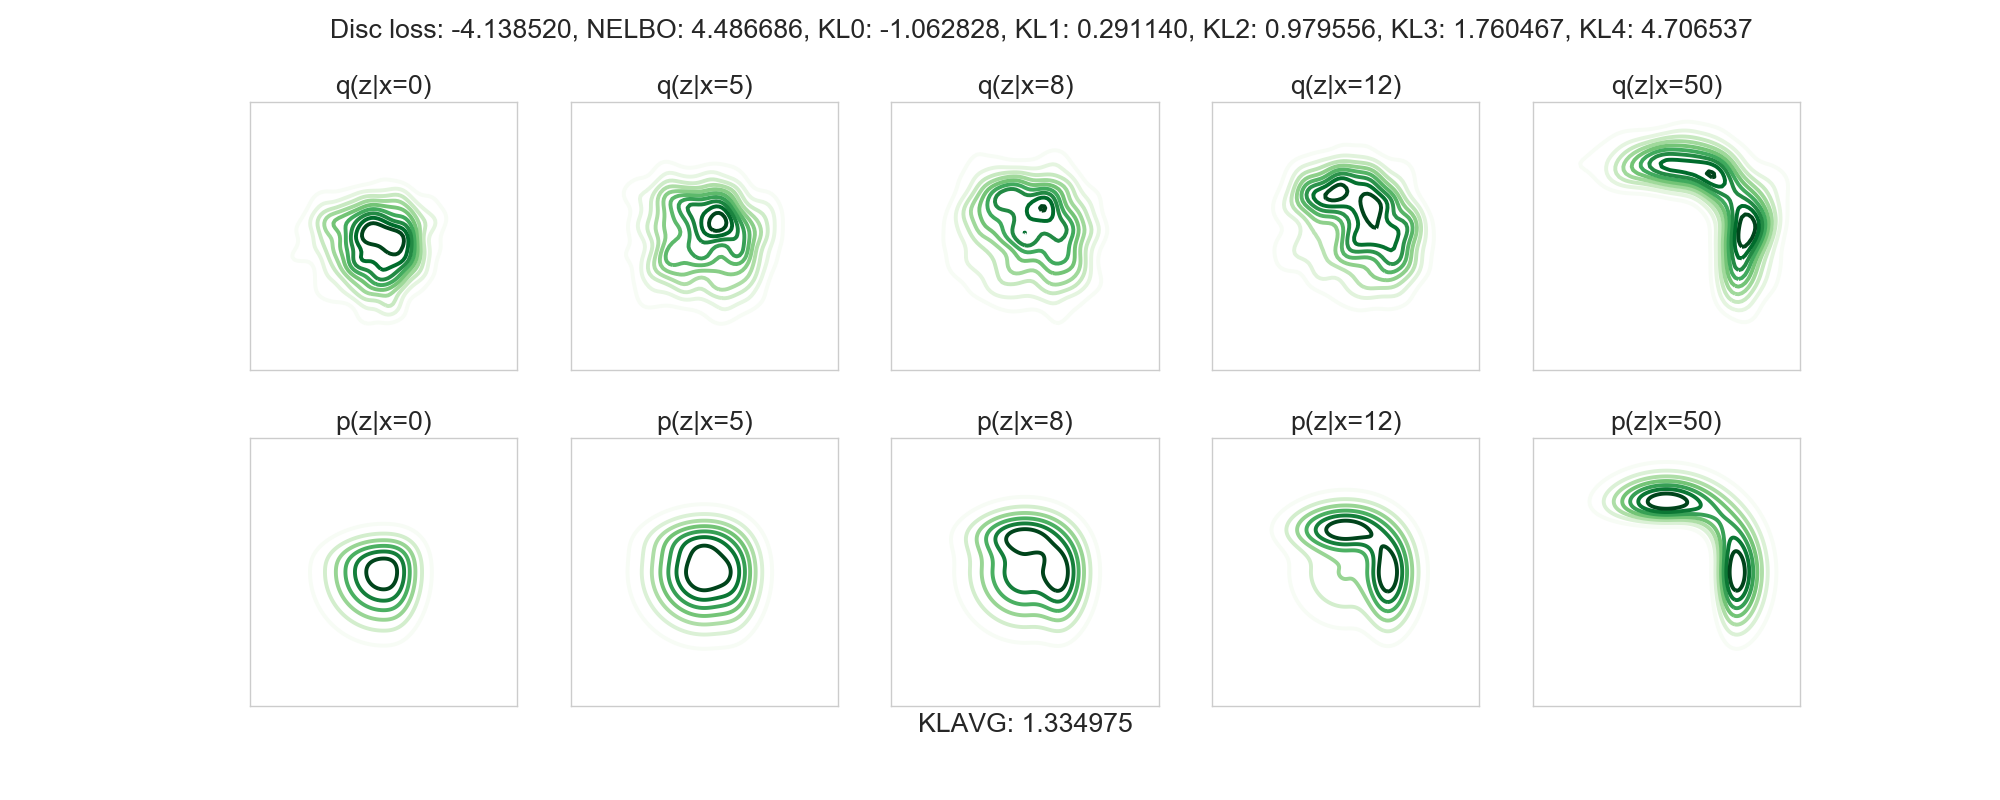 Disc loss: -4.138520, NELBO: 4.486686, KL0: -1.062828, KL1: 0.291140, KL2: 0.979556, KL3: 1.760467, KL4: 4.706537
q(z|x=0) q(z|x=5) q(z|x=8) q(z|x=12) q(z|x=50)
p(z|x=0) p(z|x=5) p(z|x=8) p(z|x=12) p(z|x=50)
KLAVG: 1.334975